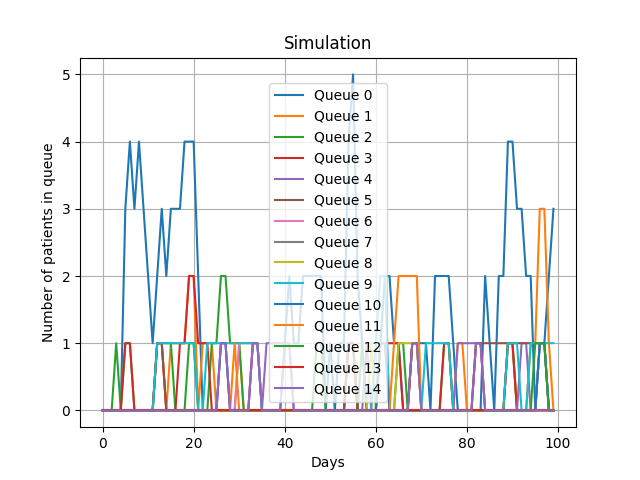 Simulation
5
4
3
2
1
0
Number of patients in queue
Queue 0
Queue 1
Queue 2
Queue 3
Queue 4
Queue 5
Queue 6
Queue 7
Queue 8
Queue 9
Queue 10
Queue 11
Queue 12
Queue 13
Queue 14
0 20 40 60 80 100
Days